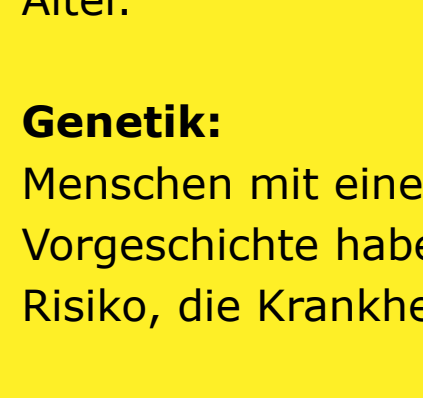 Alter.
Genetik:
Menschen mit eine
Vorgeschichte habe
Risiko, die Krankhe